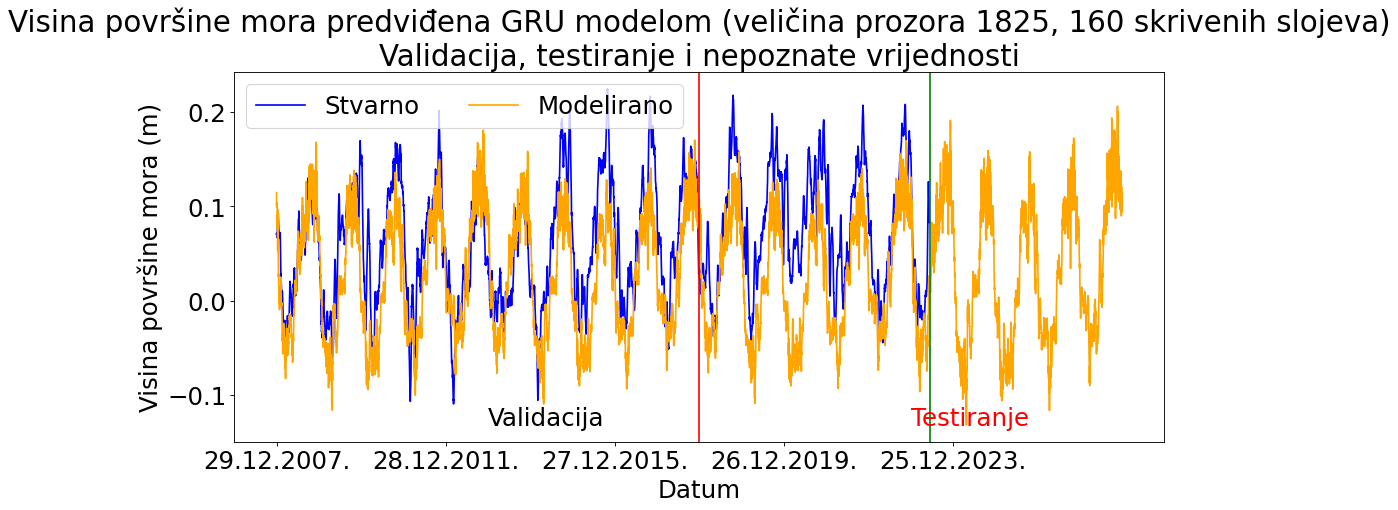 Visina površine mora predviđena GRU modelom (veličina prozora 1825, 160 skrivenih slojeva)
Validacija, testiranje i nepoznate vrijednosti
Stvarno Modelirano
Visina površine mora (m)
0.2
0.1
0.0
−0.1
Validacija Testiranje
29.12.2007. 28.12.2011. 27.12.2015. 26.12.2019. 25.12.2023.
Datum